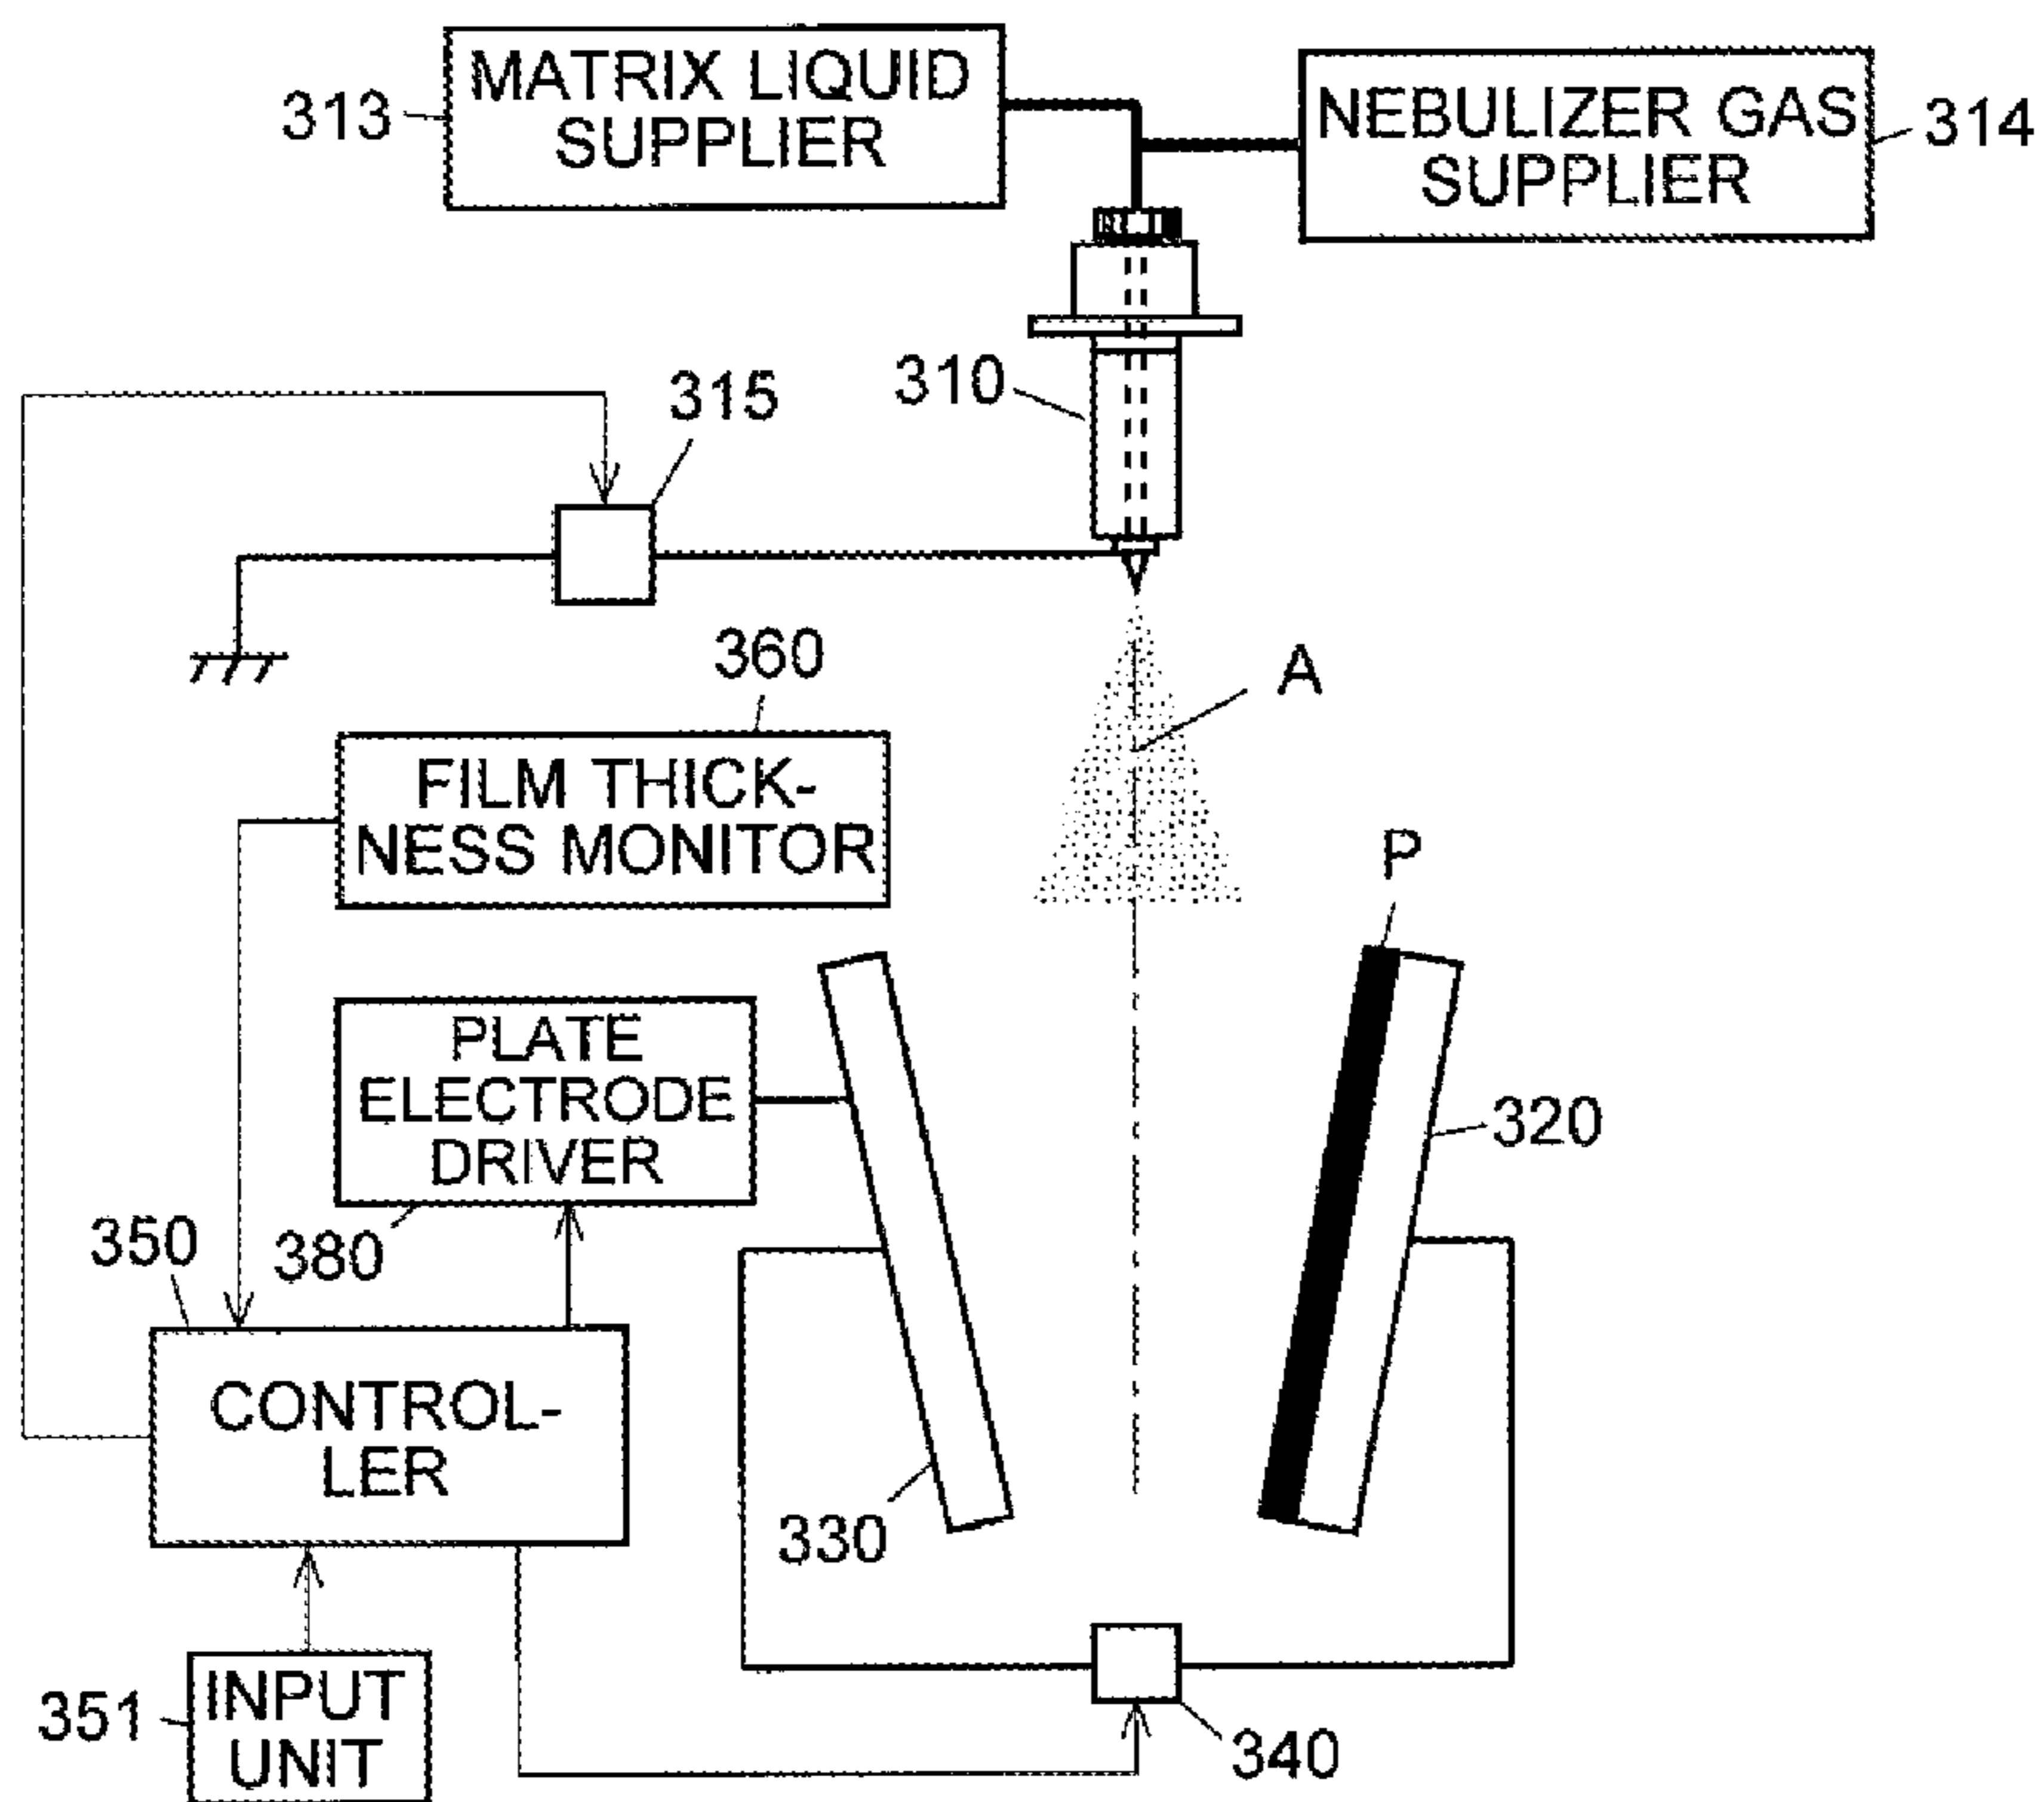 MATRIX LIQUID
SUPPLIER
313
NEBULIZER GAS
SUPPLIER
314
310
315
360
A
FILM THICK-
NESS MONITOR
P
PLATE
ELECTRODE
DRIVER
320
350
380
CONTROL-
LER
330
INPUT
UNIT
351
340